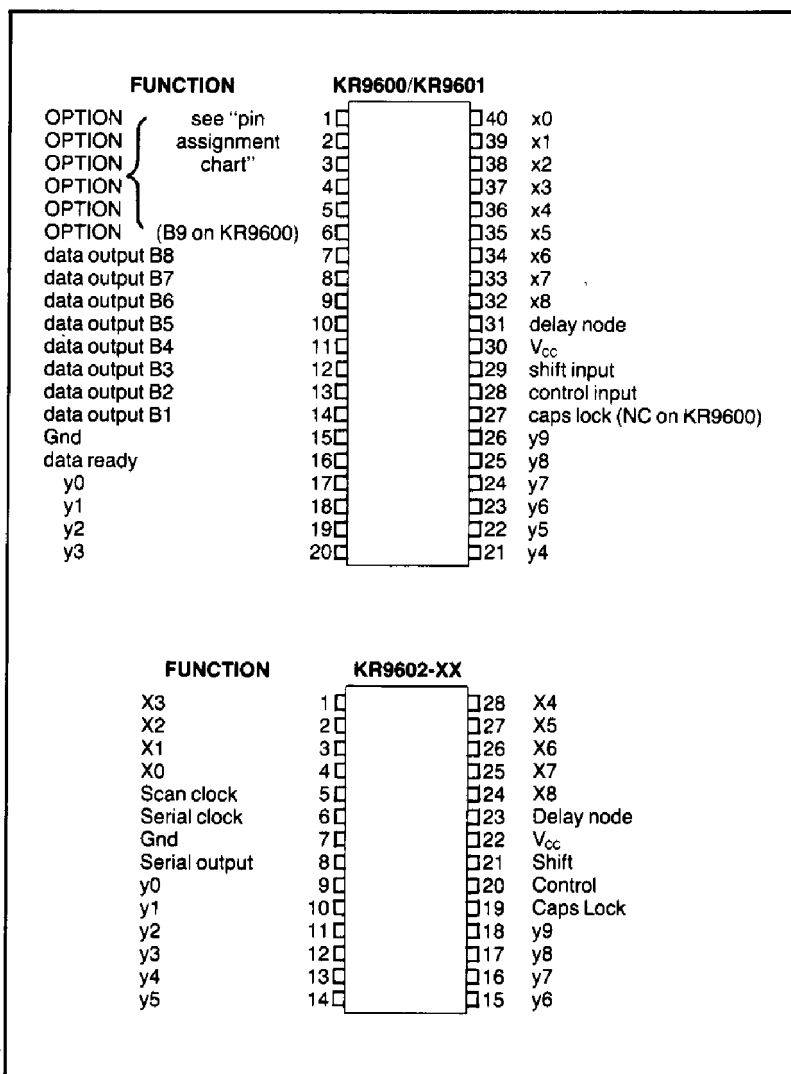 FUNCTION KR9600/KR9601
OPTION see "pin 1 40 x0
OPTION assignment 2 39 x1
OPTION chart" 3 38 x2
OPTION 4 37 x3
OPTION 5 36 x4
OPTION (B9 on KR9600) 6 35 x5
data output B8 7 34 x6
data output B7 8 33 x7
data output B6 9 32 x8
data output B5 10 31 delay node
data output B4 11 30 Vcc
data output B3 12 29 shift input
data output B2 13 28 control input
data output B1 14 27 caps lock (NC on KR9600)
Gnd 15 26 y9
data ready 16 25 y8
y0 17 24 y7
y1 18 23 y6
y2 19 22 y5
y3 20 21 y4
FUNCTION KR9602-XX
X3 1 28 X4
X2 2 27 X5
X1 3 26 X6
X0 4 25 X7
Scan clock 5 24 X8
Serial clock 6 23 Delay node
Gnd 7 22 Vcc
Serial output 8 21 Shift
y0 9 20 Control
y1 10 19 Caps Lock
y2 11 18 y9
y3 12 17 y8
y4 13 16 y7
y5 14 15 y6